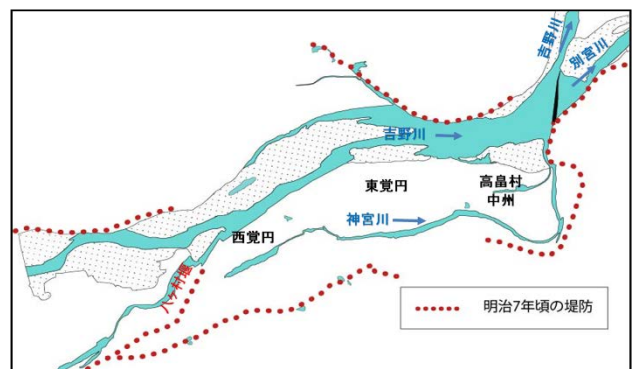 吉野川
別宮川
吉野川
東覚円
高畠村
中州
神宮川
西覚円
八ヶ村堰
明治7年頃の堤防